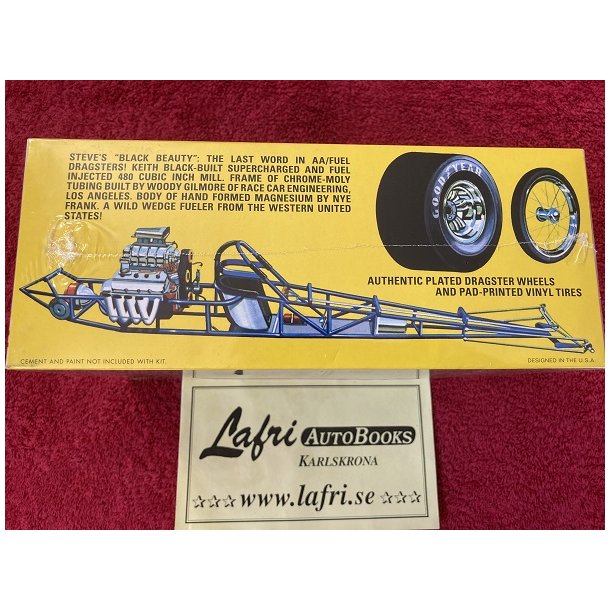 STEVE'S "BLACK BEAUTY"; THE LAST WORD IN AA/FUEL
DRAGSTERS! KEITH BLACK-BUILT SUPERCHARGED AND FUEL
INJECTED 480 CUBIC INCH MILL. FRAME OF CHROME-MOLY
TUBING BUILT BY WOODY GILMORE OF RACE CAR ENGINEERING,
LOS ANGELES. BODY OF HAND FORMED MAGNESIUM BY NYE
FRANK. A WILD WEDGE FUELER FROM THE WESTERN UNITED
STATES!
GOODYEAR
AUTHENTIC PLATED DRAGSTER WHEELS
AND PAD-PRINTED VINYL TIRES
CEMENT AND PAINT NOT INCLUDED WITH KIT.
DESIGNED IN THE U.S.A.
Lafri AUTOBOOKS
KARLSKRONA
www.lafri.se